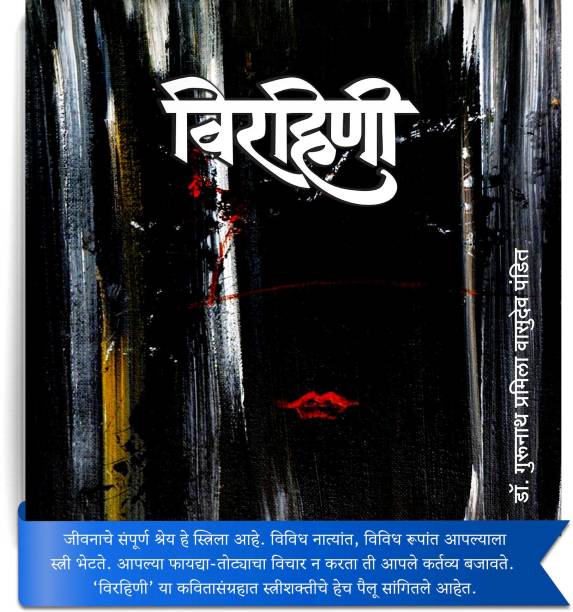 विरहिणी
डॉ. गुरूनाथ प्रमिला वासुदेव पंडित
जीवनाचे संपूर्ण श्रेय हे स्त्रिला आहे. विविध नात्यांत, विविध रूपांत आपल्याला
स्त्री भेटते. आपल्या फायद्या-तोट्याचा विचार न करता ती आपले कर्तव्य बजावते.
‘विरहिणी’ या कवितासंग्रहात स्त्रीशक्तीचे हेच पैलू सांगितले आहेत.